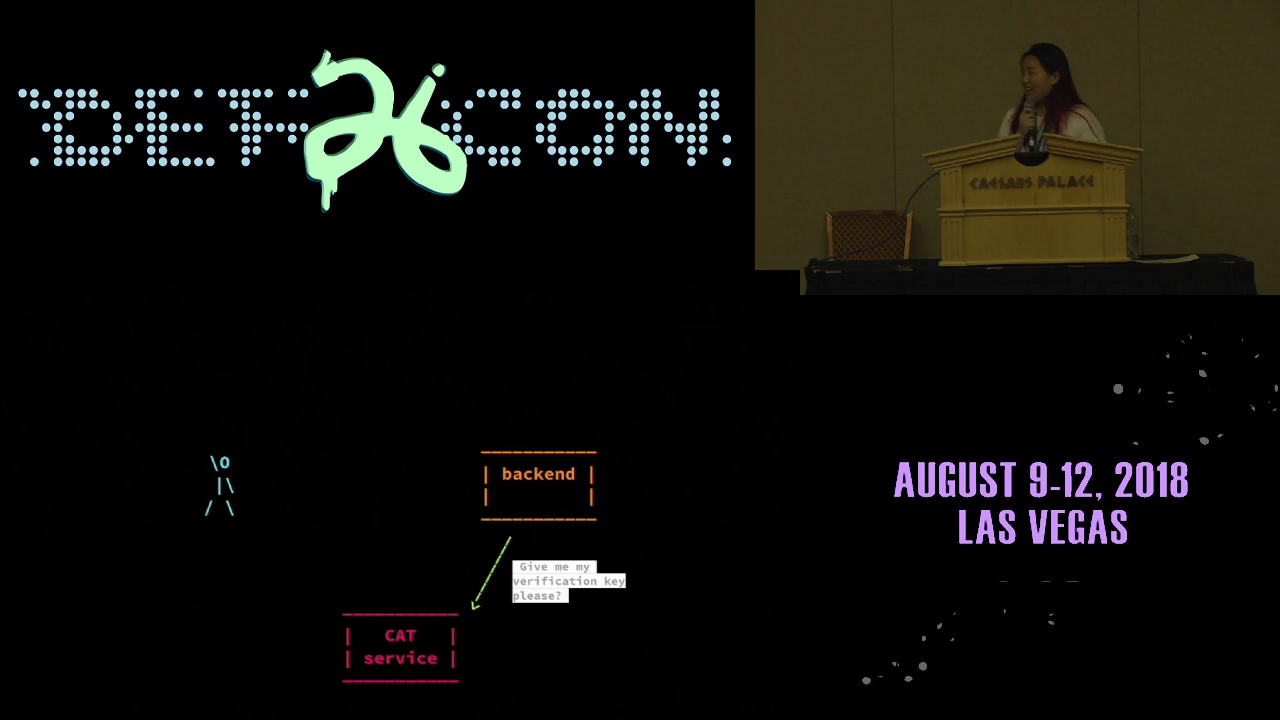 DEF 26 CON.
CAESARS PALACE
\O
|\
/ \
backend
Give me my
verification key
please?
CAT
service
AUGUST 9-12, 2018
LAS VEGAS